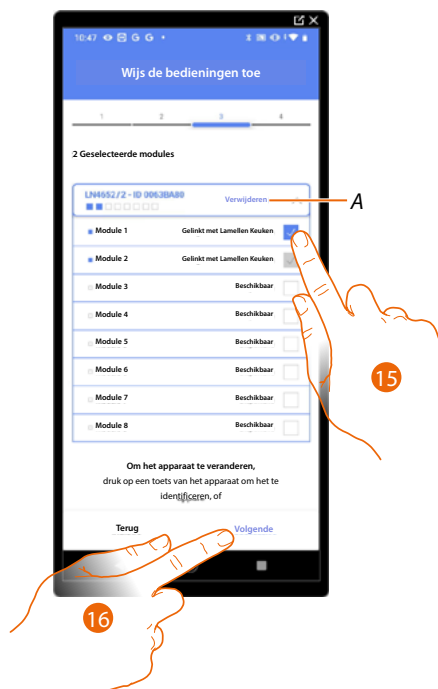 10:47 G G
Wijs de bedieningen toe
1 2 3 4
2 Geselecteerde modules
LN4652/2 - ID 0063BA80
Verwijderen
A
Module 1 Gelinkt met Lamellen Keuken
Module 2 Gelinkt met Lamellen Keuken
Module 3 Beschikbaar
Module 4 Beschikbaar
Module 5 Beschikbaar
Module 6 Beschikbaar
Module 7 Beschikbaar
Module 8 Beschikbaar
15
Om het apparaat te veranderen,
druk op een toets van het apparaat om het te
identificeren, of
Terug Volgende
16